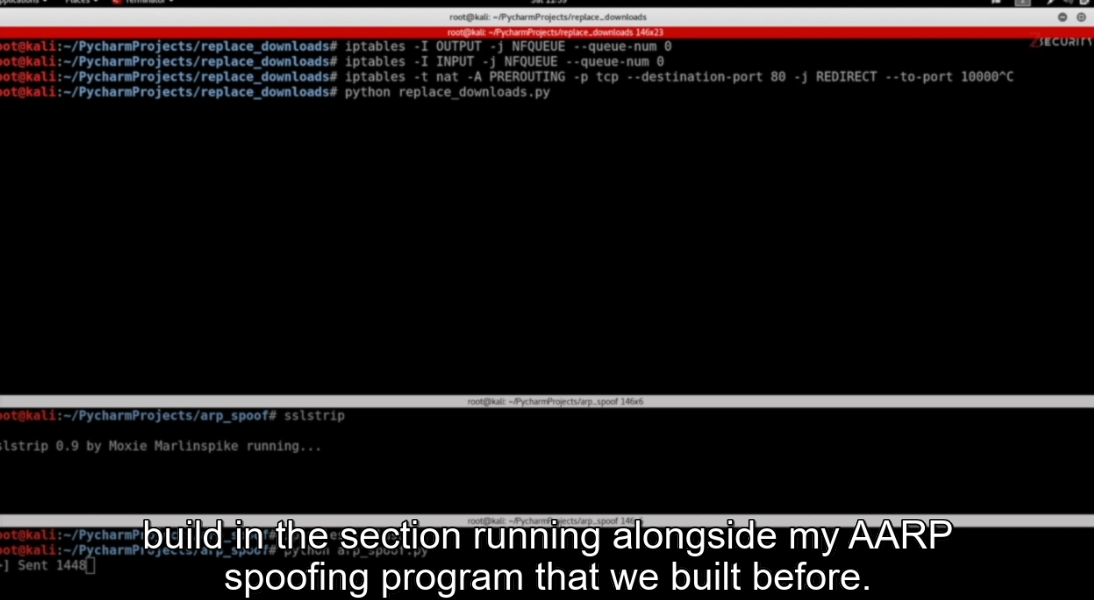 Places
Terminator
Sat 12:59
root@kali: ~/PycharmProjects/replace_downloads
root@kali: ~/PycharmProjects/replace_downloads 146x23
ZSECURITY
oot@kali:~/PycharmProjects/replace_downloads# iptables -I OUTPUT -j NFQUEUE --queue-num 0
oot@kali:~/PycharmProjects/replace_downloads# iptables -I INPUT -j NFQUEUE --queue-num 0
oot@kali:~/PycharmProjects/replace_downloads# iptables -t nat -A PREROUTING -p tcp --destination-port 80 -j REDIRECT --to-port 10000^C
oot@kali:~/PycharmProjects/replace_downloads# python replace_downloads.py
root@kali: ~/PycharmProjects/arp_spoof 146x6
oot@kali:~/PycharmProjects/arp_spoof# sslstrip
slstrip 0.9 by Moxie Marlinspike running...
root@kali: ~/PycharmProjects/arp_spoof
oot@kali:~/PycharmProj
oot@kali:~/PycharmProjects/arp_spoof# python arp_spoof.py
] Sent 1448
build in the section running alongside my AARP
spoofing program that we built before.